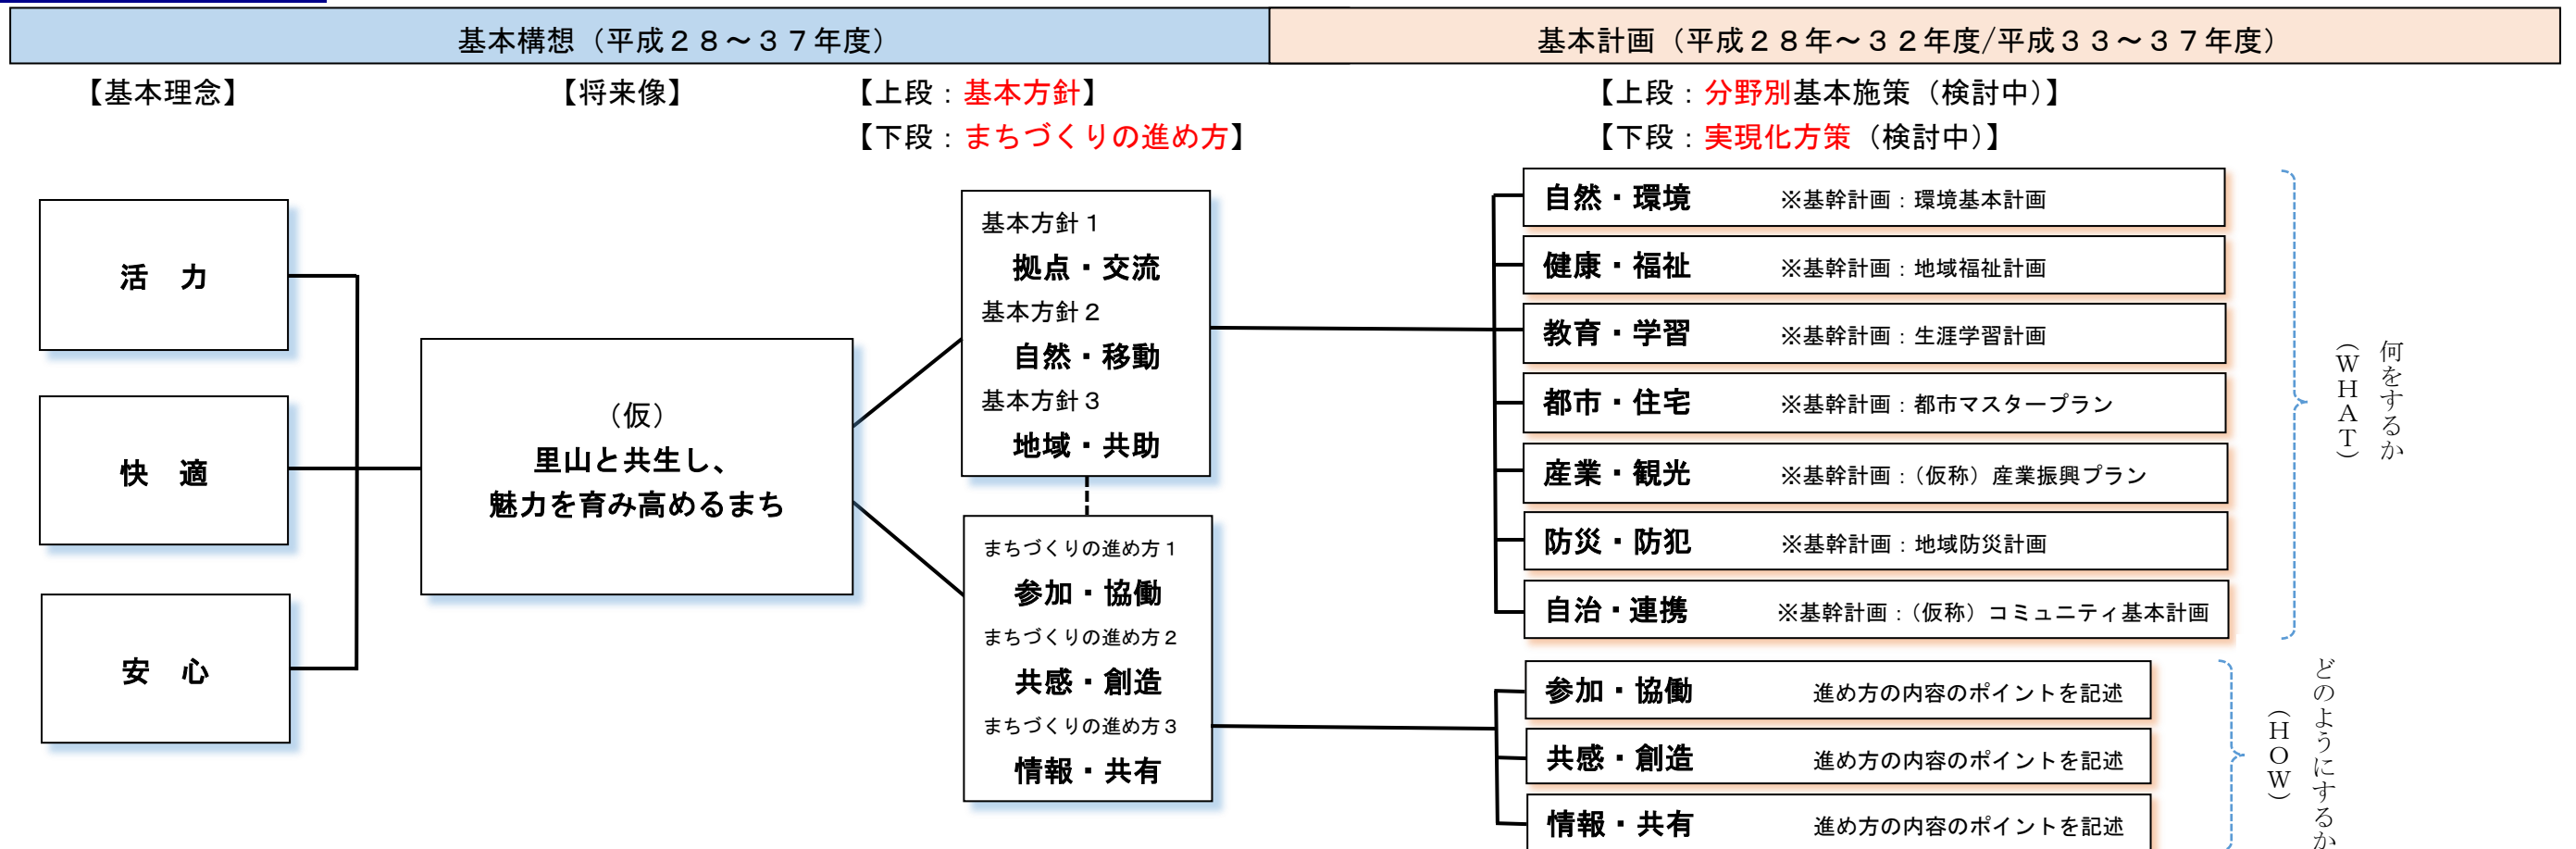 基本構想（平成２８～３７年度）
基本計画（平成２８年～３２年度/平成３３～３７年度）
【基本理念】
【将来像】
【上段：基本方針】
【下段：まちづくりの進め方】
【上段：分野別基本施策（検討中）】
【下段：実現化方策（検討中）】
活　力
快　適
安　心
（仮）
里山と共生し、
魅力を育み高めるまち
基本方針１
拠点・交流
基本方針２
自然・移動
基本方針３
地域・共助
まちづくりの進め方１
参加・協働
まちづくりの進め方２
共感・創造
まちづくりの進め方３
情報・共有
自然・環境　※基幹計画：環境基本計画
健康・福祉　※基幹計画：地域福祉計画
教育・学習　※基幹計画：生涯学習計画
都市・住宅　※基幹計画：都市マスタープラン
産業・観光　※基幹計画：（仮称）産業振興プラン
防災・防犯　※基幹計画：地域防災計画
自治・連携　※基幹計画：（仮称）コミュニティ基本計画
何をするか
（ＷＨＡＴ）
参加・協働　進め方の内容のポイントを記述
共感・創造　進め方の内容のポイントを記述
情報・共有　進め方の内容のポイントを記述
どのようにするか
（ＨＯＷ）